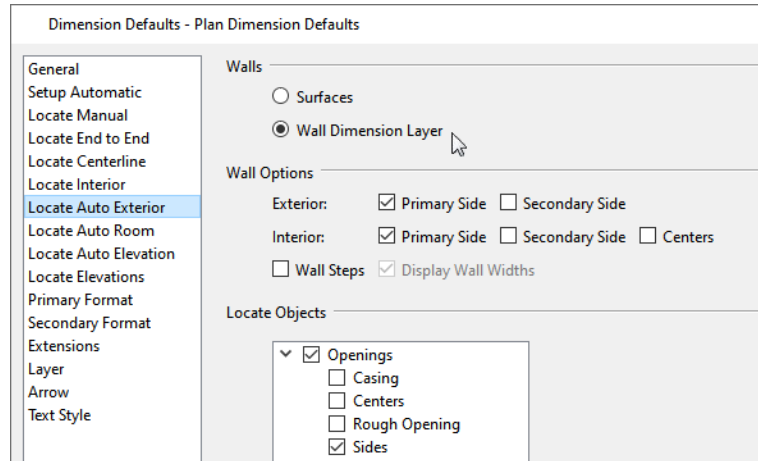 Dimension Defaults - Plan Dimension Defaults
General
Setup Automatic
Locate Manual
Locate End to End
Locate Centerline
Locate Interior
Locate Auto Exterior
Locate Auto Room
Locate Auto Elevation
Locate Elevations
Primary Format
Secondary Format
Extensions
Layer
Arrow
Text Style
Walls
Surfaces
Wall Dimension Layer
Wall Options
Exterior: Primary Side Secondary Side
Interior: Primary Side Secondary Side Centers
Wall Steps Display Wall Widths
Locate Objects
Openings
Casing
Centers
Rough Opening
Sides